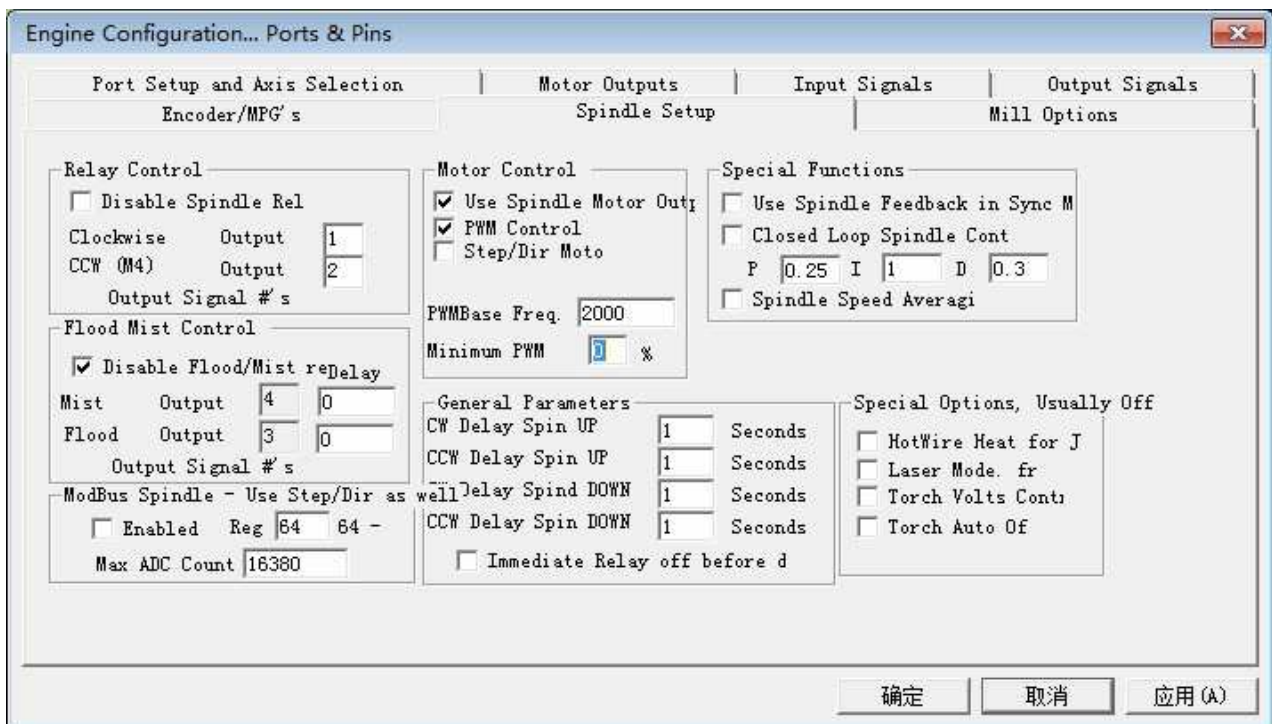 Engine Configuration... Ports & Pins
Port Setup and Axis Selection
Motor Outputs
Input Signals
Output Signals
Encoder/MPG's
Spindle Setup
Mill Options
Relay Control
Disable Spindle Rel
Clockwise Output 1
CCW (M4) Output 2
Output Signal #'s
Flood Mist Control
Disable Flood/Mist re
Delay
Mist Output 4 0
Flood Output 3 0
Output Signal #'s
ModBus Spindle - Use Step/Dir as well
Enabled Reg 64 64 -
Max ADC Count 16380
Motor Control
Use Spindle Motor Outp
PWM Control
Step/Dir Moto
PWMBase Freq. 2000
Minimum PWM 0 %
General Parameters
CW Delay Spin UP 1 Seconds
CCW Delay Spin UP 1 Seconds
Delay Spind DOWN 1 Seconds
CCW Delay Spin DOWN 1 Seconds
Immediate Relay off before d
Special Functions
Use Spindle Feedback in Sync M
Closed Loop Spindle Cont
P 0.25 I 1 D 0.3
Spindle Speed Averagi
Special Options, Usually Off
HotWire Heat for J
Laser Mode. fr
Torch Volts Contr
Torch Auto Of
确定
取消
应用(A)